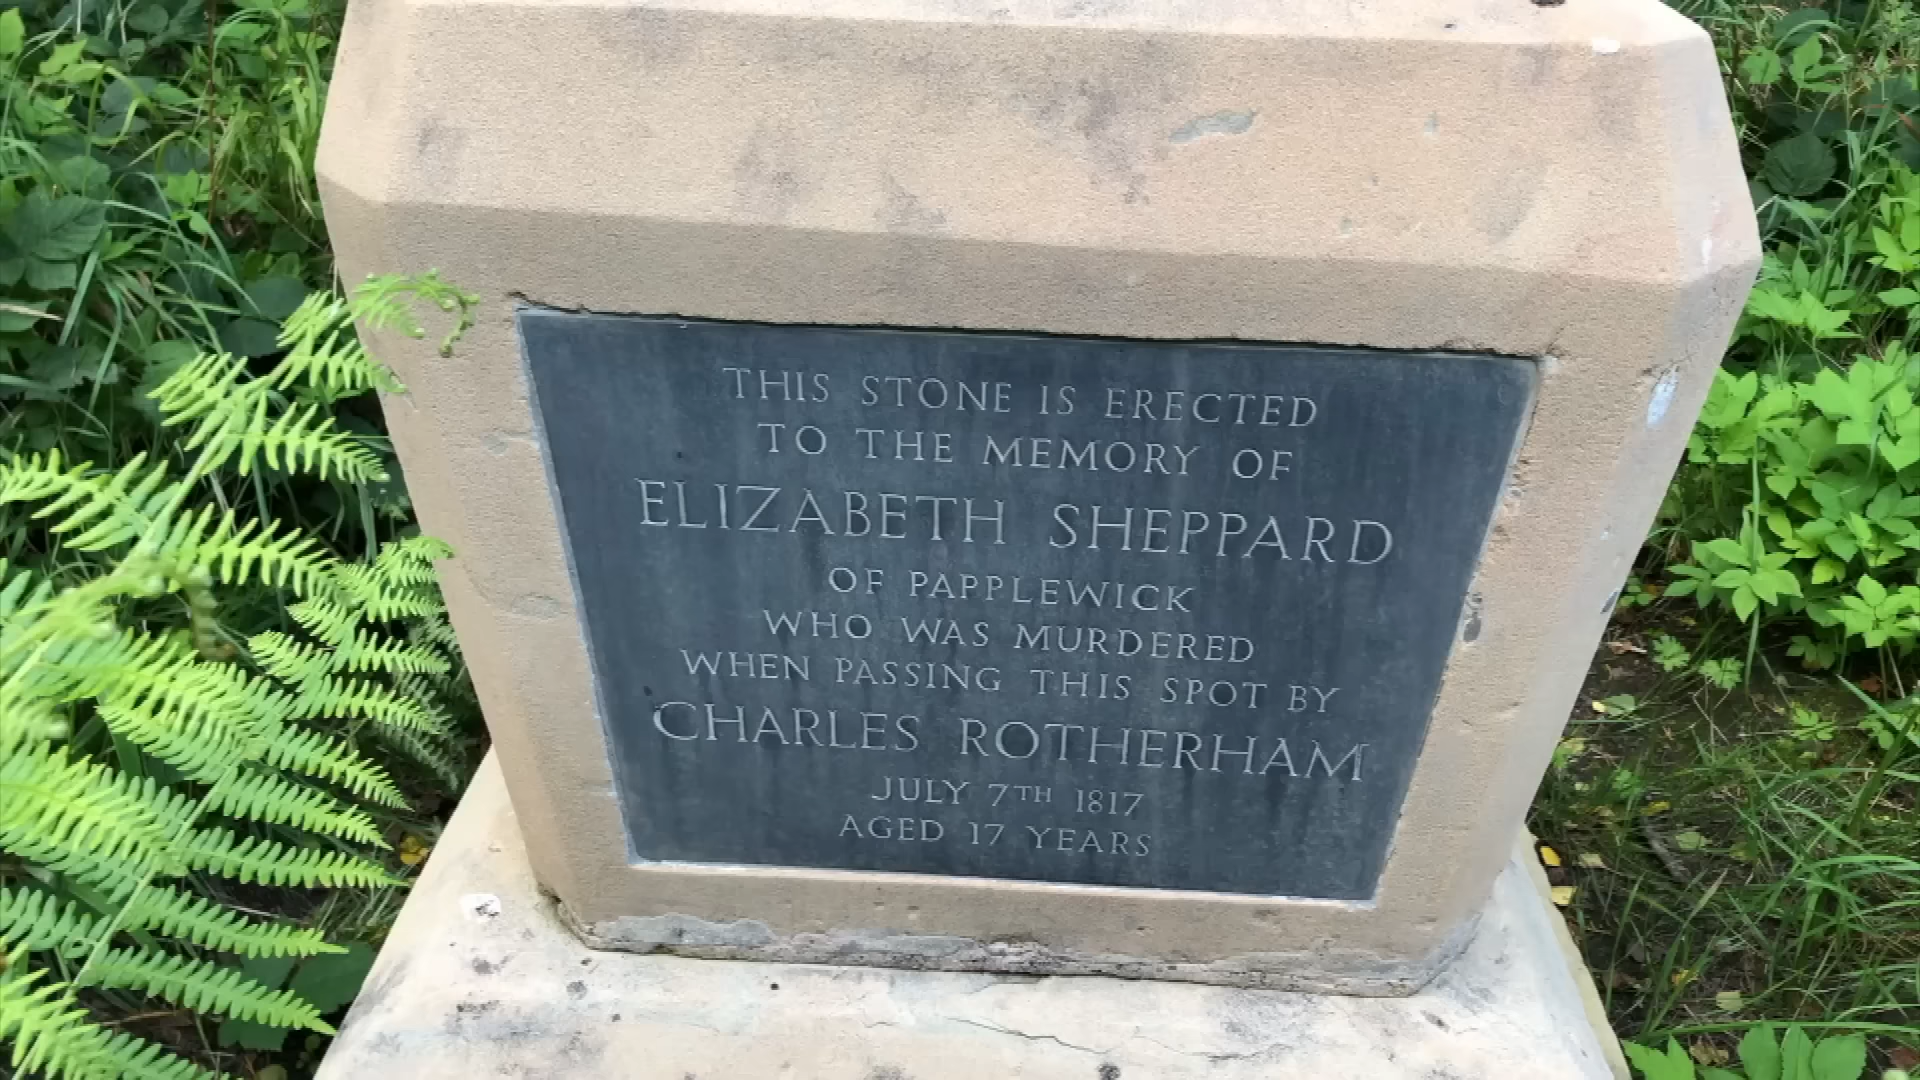 THIS STONE IS ERECTED
TO THE MEMORY OF
ELIZABETH SHEPPARD
OF PAPPLEWICK
WHO WAS MURDERED
WHEN PASSING THIS SPOT BY
CHARLES ROTHERHAM
JULY 7TH 1817
AGED 17 YEARS